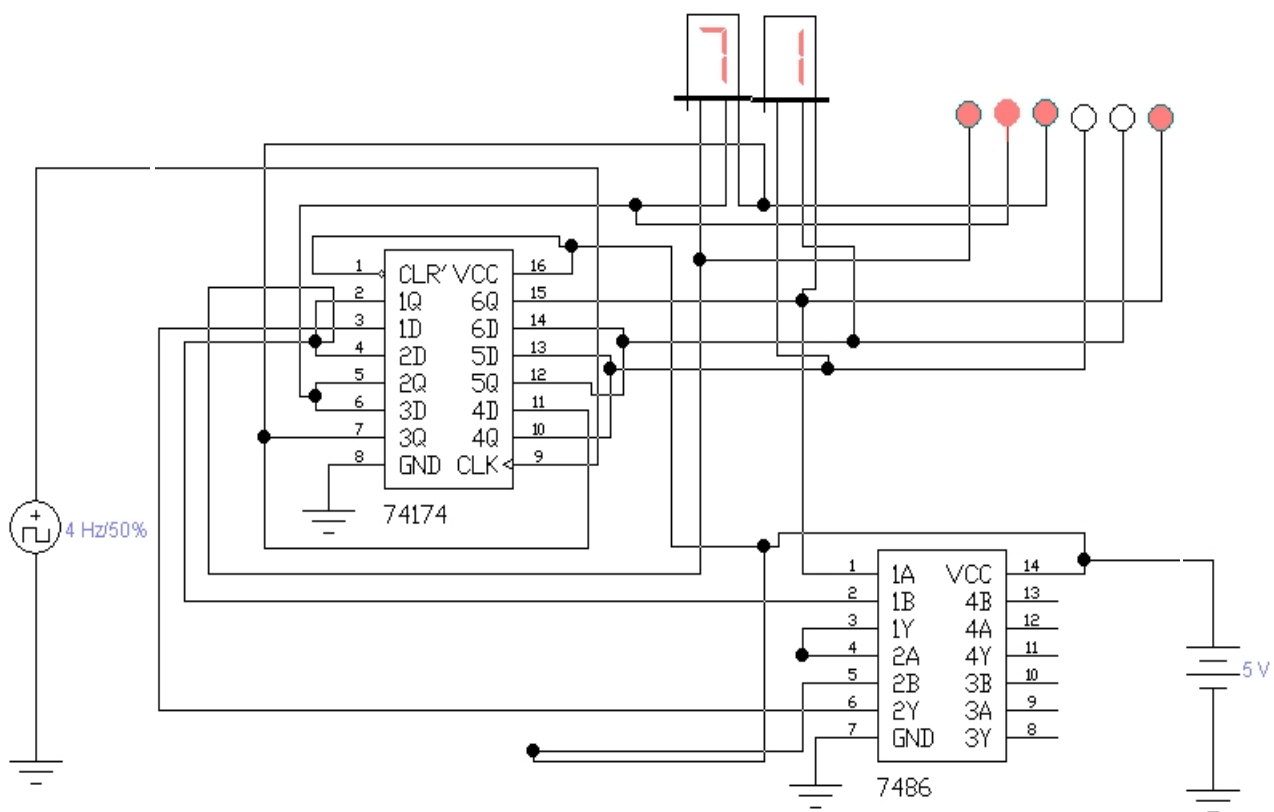 7 1
1 CLR' VCC 16
2 1Q 6Q 15
3 1D 6D 14
4 2D 5D 13
5 2Q 5Q 12
6 3D 4D 11
7 3Q 4Q 10
8 GND CLK 9
74174
4 Hz/50%
1 1A VCC 14
2 1B 4B 13
3 1Y 4A 12
4 2A 4Y 11
5 2B 3B 10
6 2Y 3A 9
7 GND 3Y 8
7486
5 V